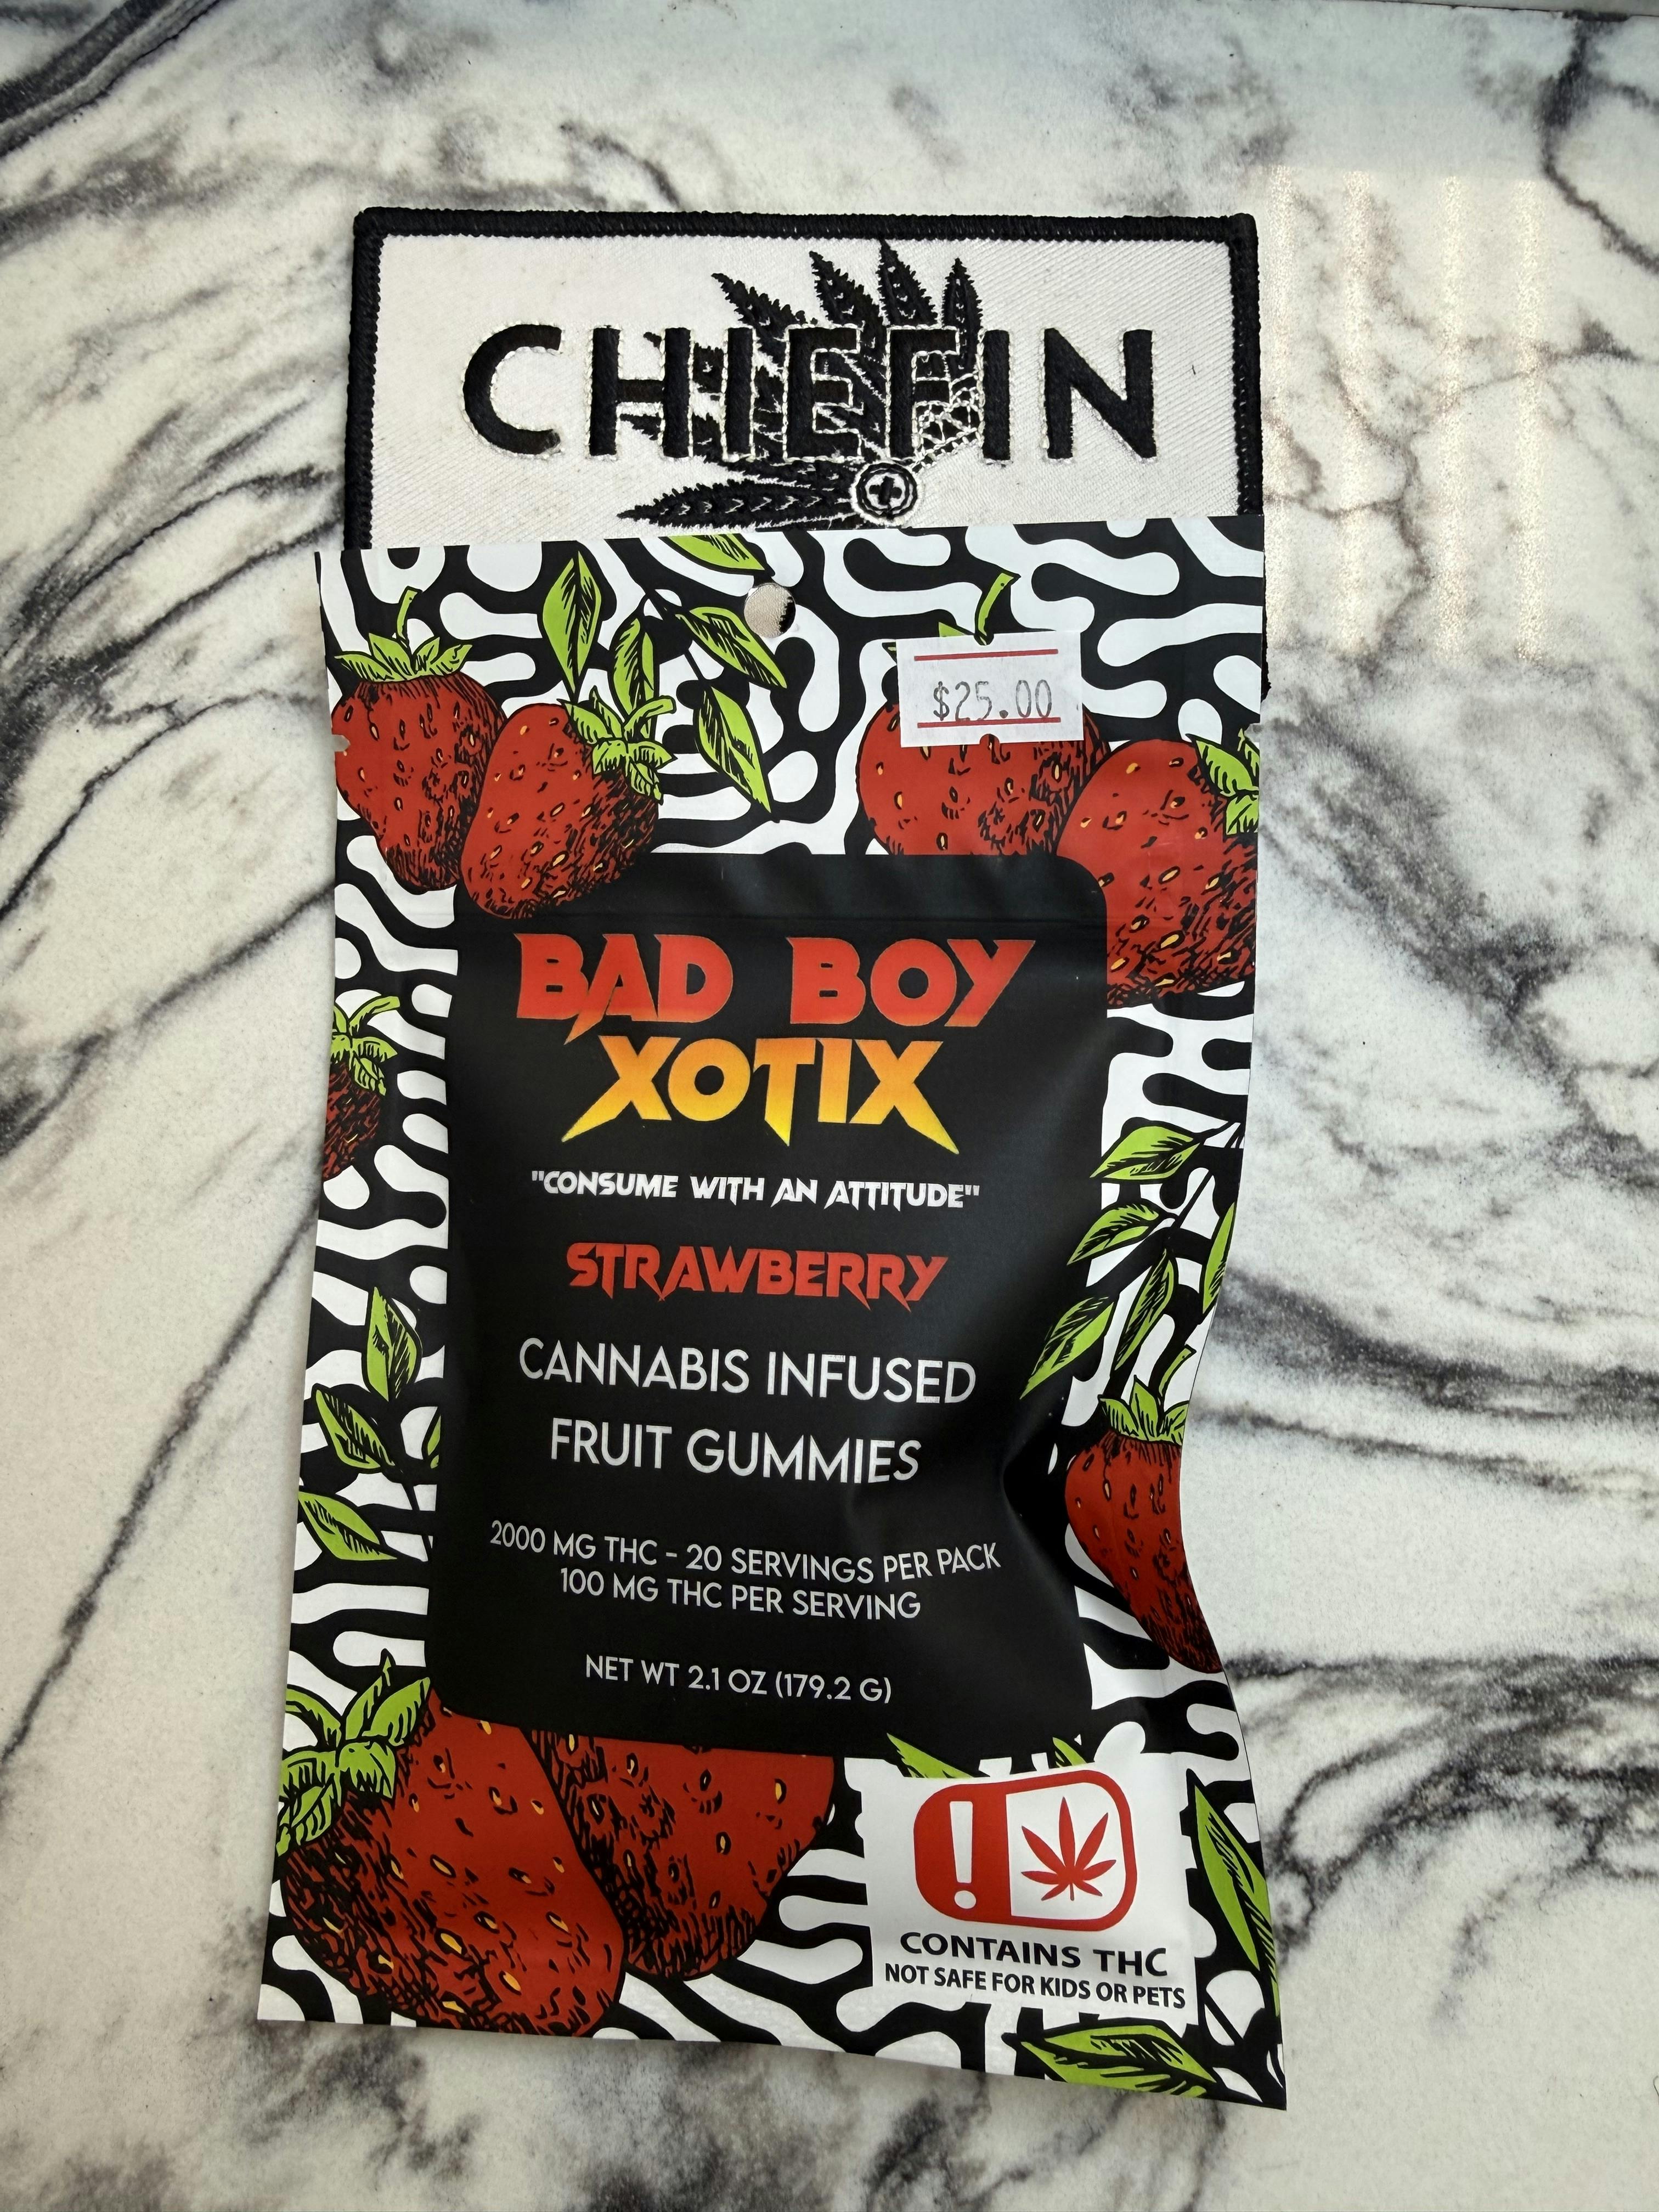 CHIEFIN
$25.00
BAD BOY
XOTIX
"CONSUME WITH AN ATTITUDE"
STRAWBERRY
CANNABIS INFUSED
FRUIT GUMMIES
2000 MG THC - 20 SERVINGS PER PACK
100 MG THC PER SERVING
NET WT 2.1 OZ (179.2 G)
!
CONTAINS THC
NOT SAFE FOR KIDS OR PETS